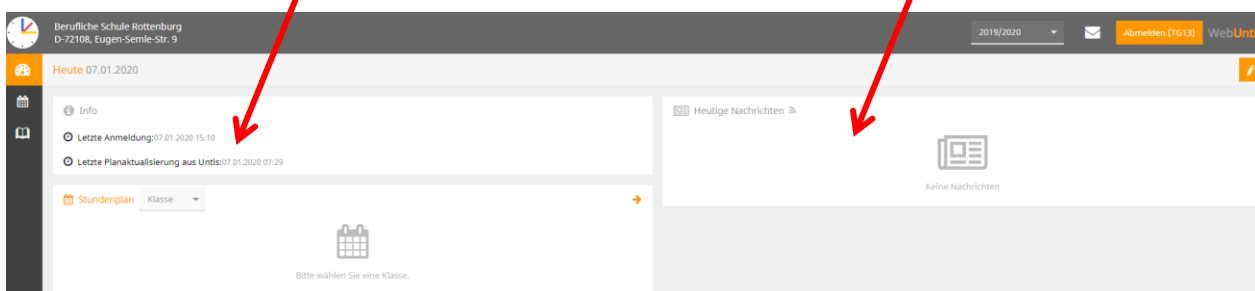 Berufliche Schule Rottenburg
D-72108, Eugen-Semle-Str. 9
2019/2020
Abmelden (TG13)
WebUnti
Heute 07.01.2020
Info
Letzte Anmeldung:07.01.2020 15:10
Letzte Planaktualisierung aus Untis:07.01.2020 07:29
Stundenplan Klasse
Bitte wählen Sie eine Klasse.
Heutige Nachrichten
Keine Nachrichten